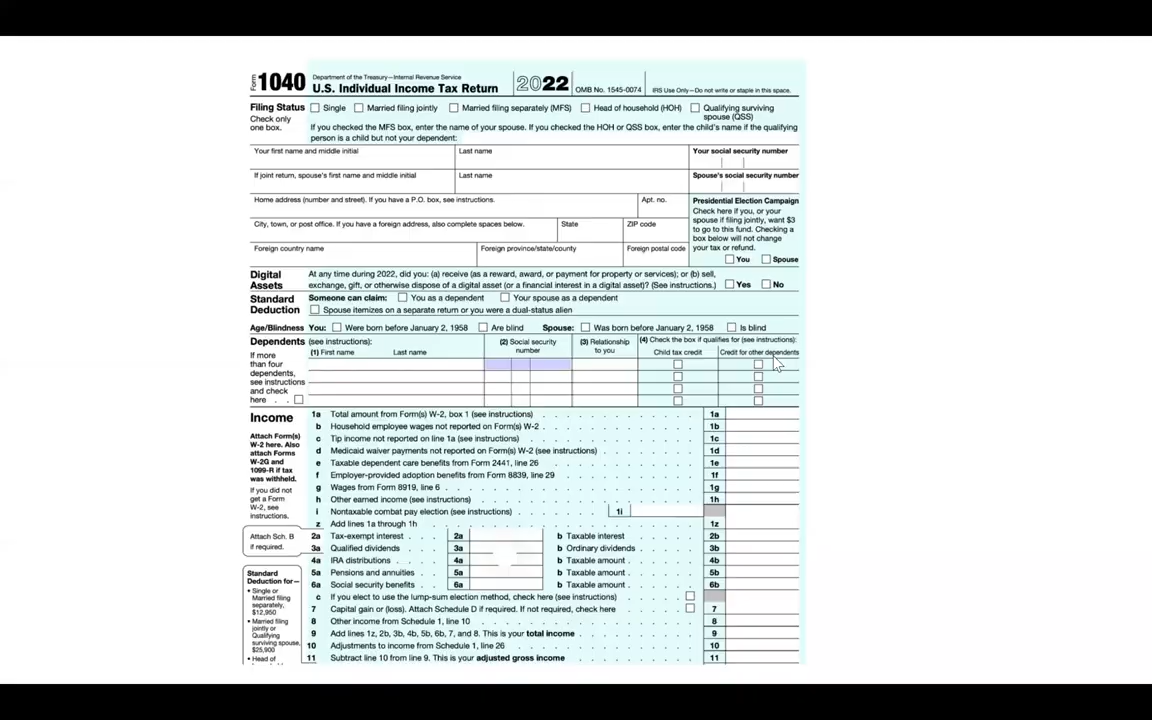 Form 1040 Department of the Treasury—Internal Revenue Service
U.S. Individual Income Tax Return 2022 OMB No. 1545-0074 IRS Use Only—Do not write or staple in this space.
Filing Status Single Married filing jointly Married filing separately (MFS) Head of household (HOH) Qualifying surviving spouse (QSS)
Check only one box.
If you checked the MFS box, enter the name of your spouse. If you checked the HOH or QSS box, enter the child's name if the qualifying
person is a child but not your dependent:
Your first name and middle initial Last name Your social security number
If joint return, spouse's first name and middle initial Last name Spouse's social security number
Home address (number and street). If you have a P.O. box, see instructions. Apt. no.
City, town, or post office. If you have a foreign address, also complete spaces below. State ZIP code
Foreign country name Foreign province/state/county Foreign postal code
Presidential Election Campaign
Check here if you, or your
spouse if filing jointly, want $3
to go to this fund. Checking a
box below will not change
your tax or refund.
You Spouse
Digital Assets
At any time during 2022, did you: (a) receive (as a reward, award, or payment for property or services); or (b) sell,
exchange, gift, or otherwise dispose of a digital asset (or a financial interest in a digital asset)? (See instructions.) Yes No
Standard Deduction
Someone can claim: You as a dependent Your spouse as a dependent
Spouse itemizes on a separate return or you were a dual-status alien
Age/Blindness You: Were born before January 2, 1958 Are blind Spouse: Was born before January 2, 1958 Is blind
Dependents (see instructions): (2) Social security number (3) Relationship to you (4) Check the box if qualifies for (see instructions):
(1) First name Last name Child tax credit Credit for other dependents
If more
than four
dependents,
see instructions
and check
here . .
Income
Attach Form(s)
W-2 here. Also
attach Forms
W-2G and
1099-R if tax
was withheld.
If you did not
get a Form
W-2, see
instructions.
1a Total amount from Form(s) W-2, box 1 (see instructions) 1a
b Household employee wages not reported on Form(s) W-2 1b
c Tip income not reported on line 1a (see instructions) 1c
d Medicaid waiver payments not reported on Form(s) W-2 (see instructions) 1d
e Taxable dependent care benefits from Form 2441, line 26 1e
f Employer-provided adoption benefits from Form 8839, line 29 1f
g Wages from Form 8919, line 6 1g
h Other earned income (see instructions) 1h
i Nontaxable combat pay election (see instructions) 1i
z Add lines 1a through 1h 1z
Attach Sch. B
if required.
2a Tax-exempt interest 2a b Taxable interest 2b
3a Qualified dividends 3a b Ordinary dividends 3b
4a IRA distributions 4a b Taxable amount 4b
5a Pensions and annuities 5a b Taxable amount 5b
6a Social security benefits 6a b Taxable amount 6b
c If you elect to use the lump-sum election method, check here (see instructions)
7 Capital gain or (loss). Attach Schedule D if required. If not required, check here 7
8 Other income from Schedule 1, line 10 8
9 Add lines 1z, 2b, 3b, 4b, 5b, 6b, 7, and 8. This is your total income 9
10 Adjustments to income from Schedule 1, line 26 10
11 Subtract line 10 from line 9. This is your adjusted gross income 11
Standard
Deduction for—
• Single or
Married filing
separately,
$12,950
• Married filing
jointly or
Qualifying
surviving spouse,
$25,900
• Head of